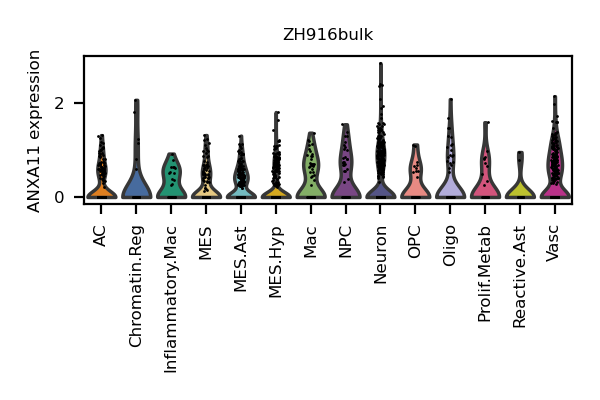 ZH916bulk
ANXA11 expression
2
0
AC
Chromatin.Reg
Inflammatory.Mac
MES
MES.Ast
MES.Hyp
Mac
NPC
Neuron
OPC
Oligo
Prolif.Metab
Reactive.Ast
Vasc